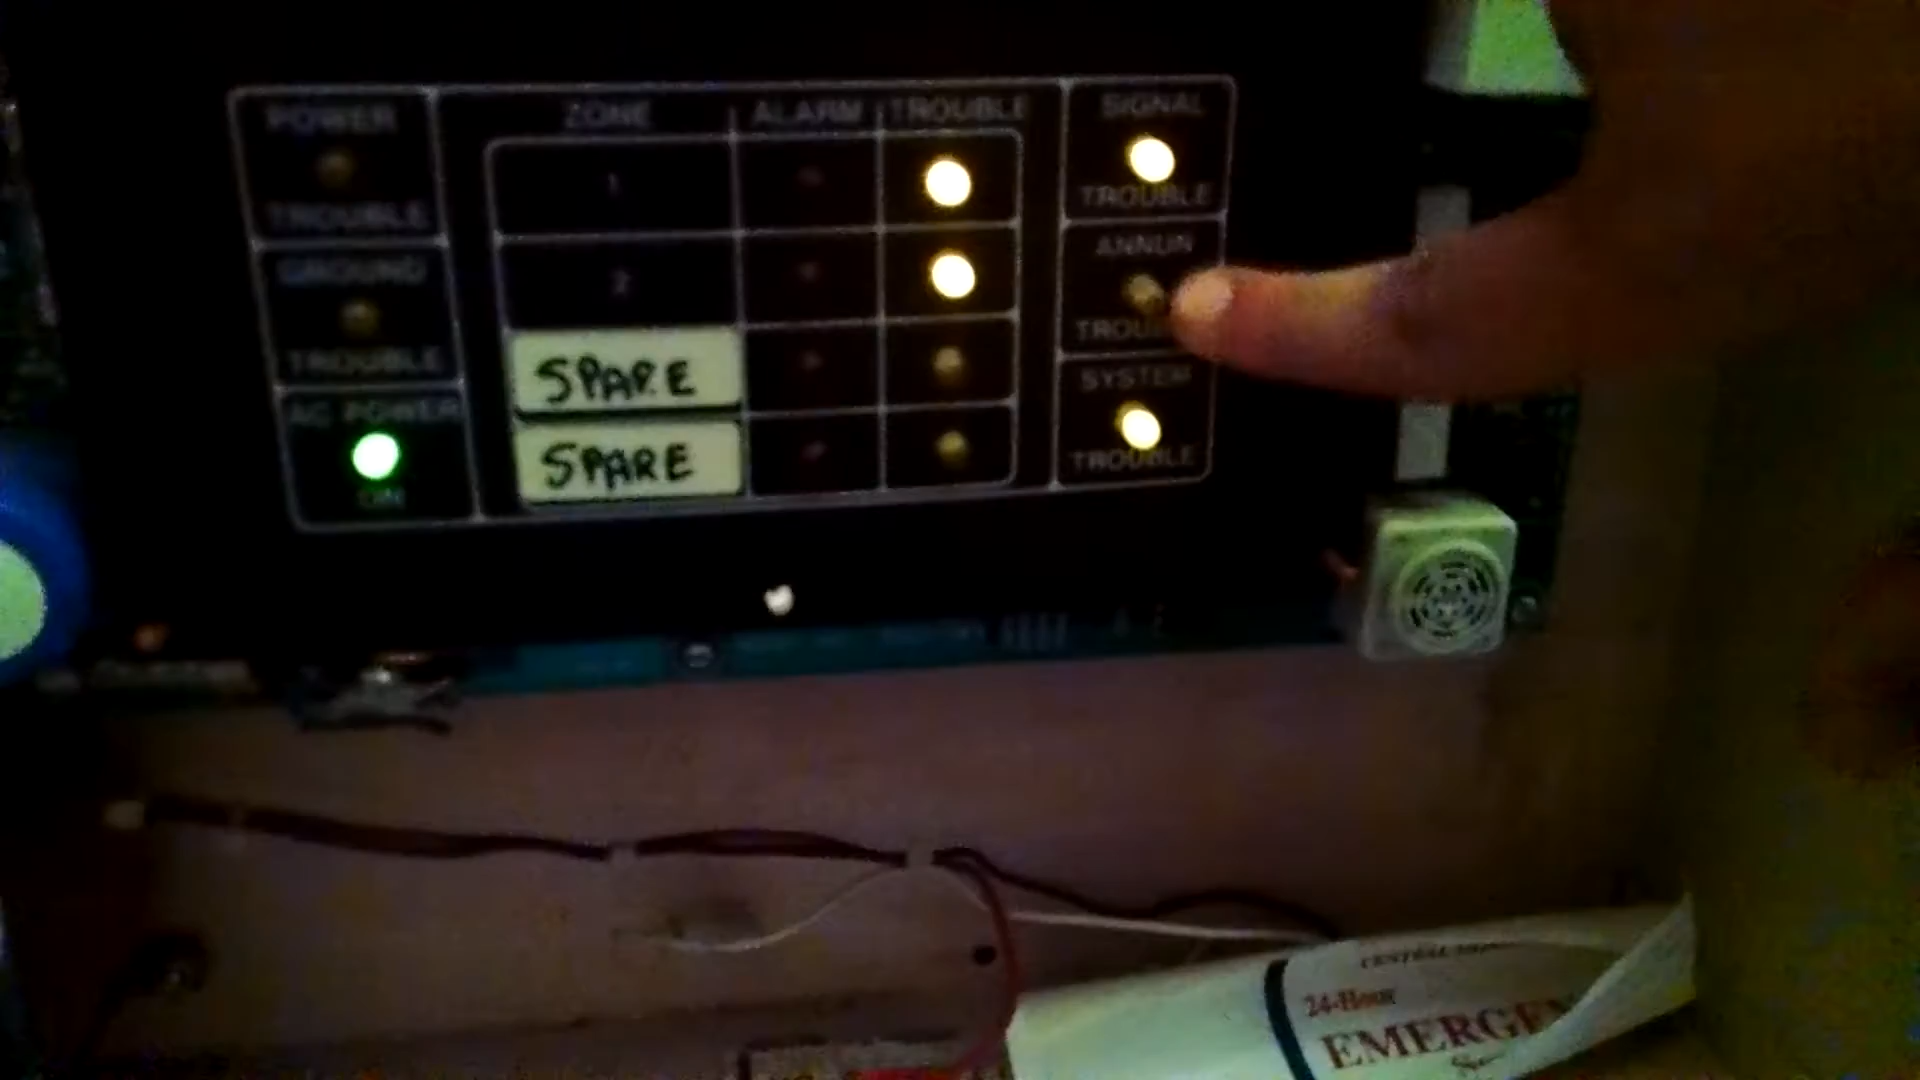 POWER
TROUBLE
GROUND
TROUBLE
AC POWER
ON
ZONE
ALARM
TROUBLE
1
2
SPARE
SPARE
SIGNAL
TROUBLE
ANNUN
SYSTEM
TROUBLE
24-Hour